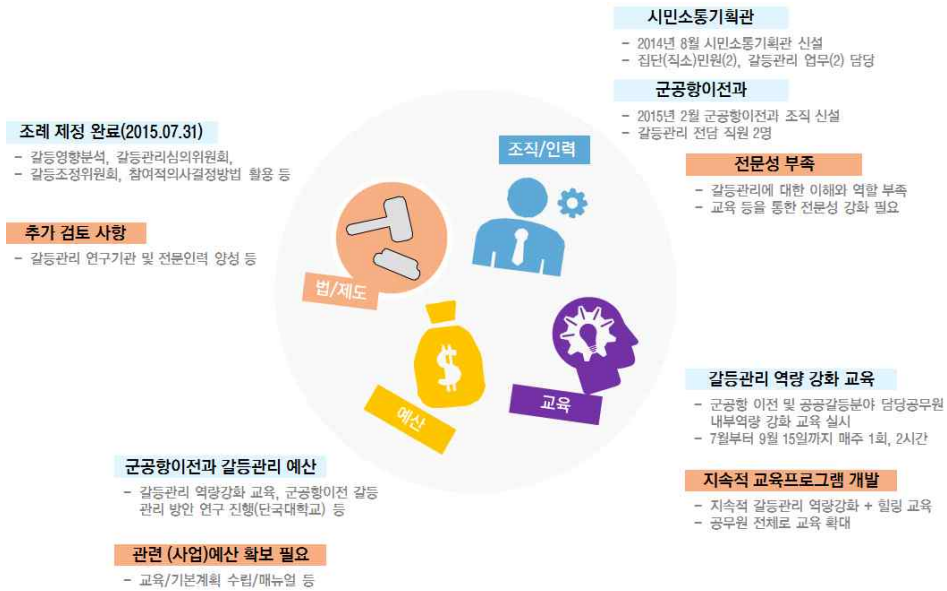 시민소통기획관
- 2014년 8월 시민소통기획관 신설
- 집단(직소)민원(2), 갈등관리 업무(2) 담당
군공항이전과
- 2015년 2월 군공항이전과 조직 신설
- 갈등관리 전담 직원 2명
전문성 부족
- 갈등관리에 대한 이해와 역할 부족
- 교육 등을 통한 전문성 강화 필요
조직/인력
조례 제정 완료(2015.07.31)
- 갈등영향분석, 갈등관리심의위원회,
- 갈등조정위원회, 참여적의사결정방법 활용 등
추가 검토 사항
- 갈등관리 연구기관 및 전문인력 양성 등
법/제도
예산
교육
갈등관리 역량 강화 교육
- 군공항 이전 및 공공갈등분야 담당공무원
내부역량 강화 교육 실시
- 7월부터 9월 15일까지 매주 1회, 2시간
지속적 교육프로그램 개발
- 지속적 갈등관리 역량강화 + 힐링 교육
- 공무원 전체로 교육 확대
군공항이전과 갈등관리 예산
- 갈등관리 역량강화 교육, 군공항이전 갈등
관리 방안 연구 진행(단국대학교) 등
관련 (사업)예산 확보 필요
- 교육/기본계획 수립/매뉴얼 등